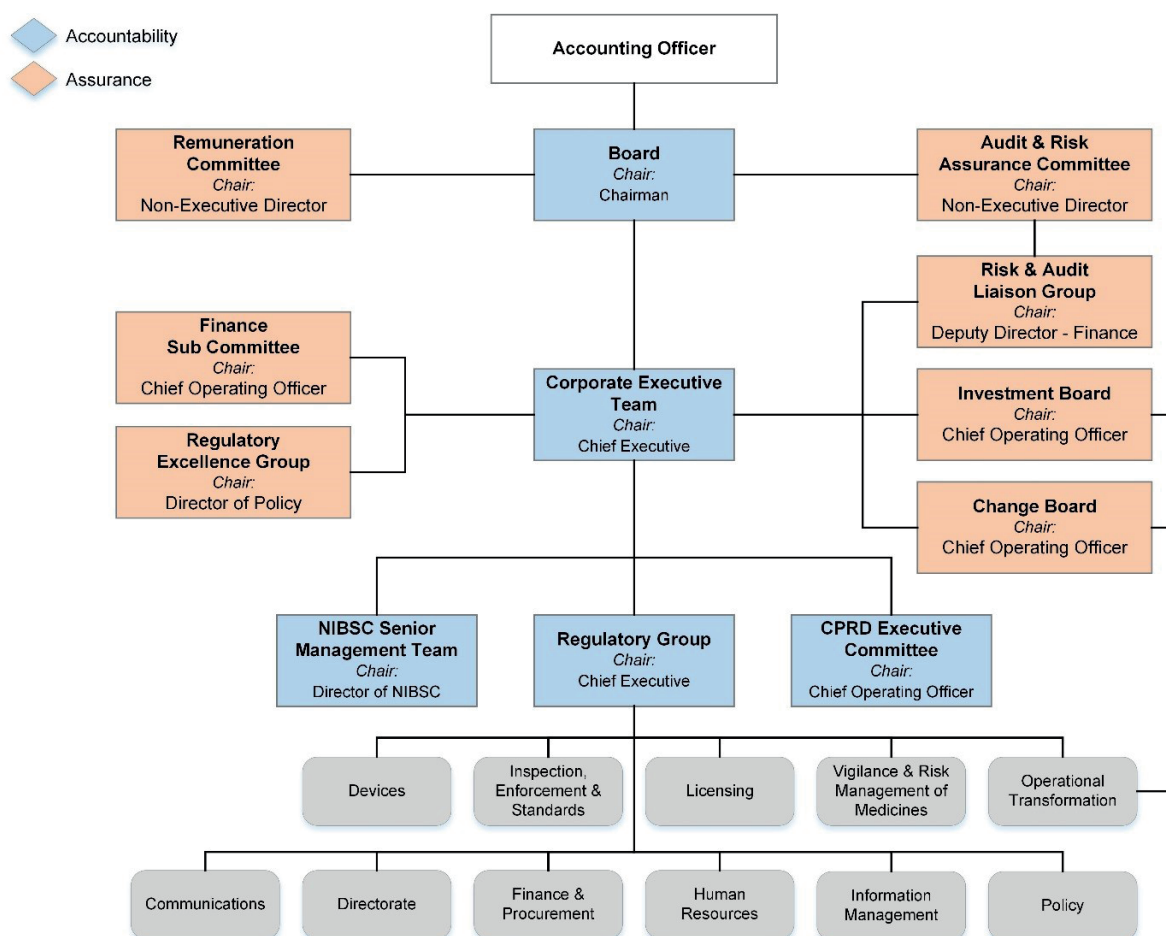 Accountability
Assurance
Accounting Officer
Remuneration
Committee
Chair:
Non-Executive Director
Board
Chair:
Chairman
Audit & Risk
Assurance Committee
Chair:
Non-Executive Director
Risk & Audit
Liaison Group
Chair:
Deputy Director - Finance
Finance
Sub Committee
Chair:
Chief Operating Officer
Regulatory
Excellence Group
Chair:
Director of Policy
Corporate Executive
Team
Chair:
Chief Executive
Investment Board
Chair:
Chief Operating Officer
Change Board
Chair:
Chief Operating Officer
NIBSC Senior
Management Team
Chair:
Director of NIBSC
Regulatory Group
Chair:
Chief Executive
CPRD Executive
Committee
Chair:
Chief Operating Officer
Devices
Inspection,
Enforcement &
Standards
Licensing
Vigilance & Risk
Management of
Medicines
Operational
Transformation
Communications
Directorate
Finance &
Procurement
Human
Resources
Information
Management
Policy